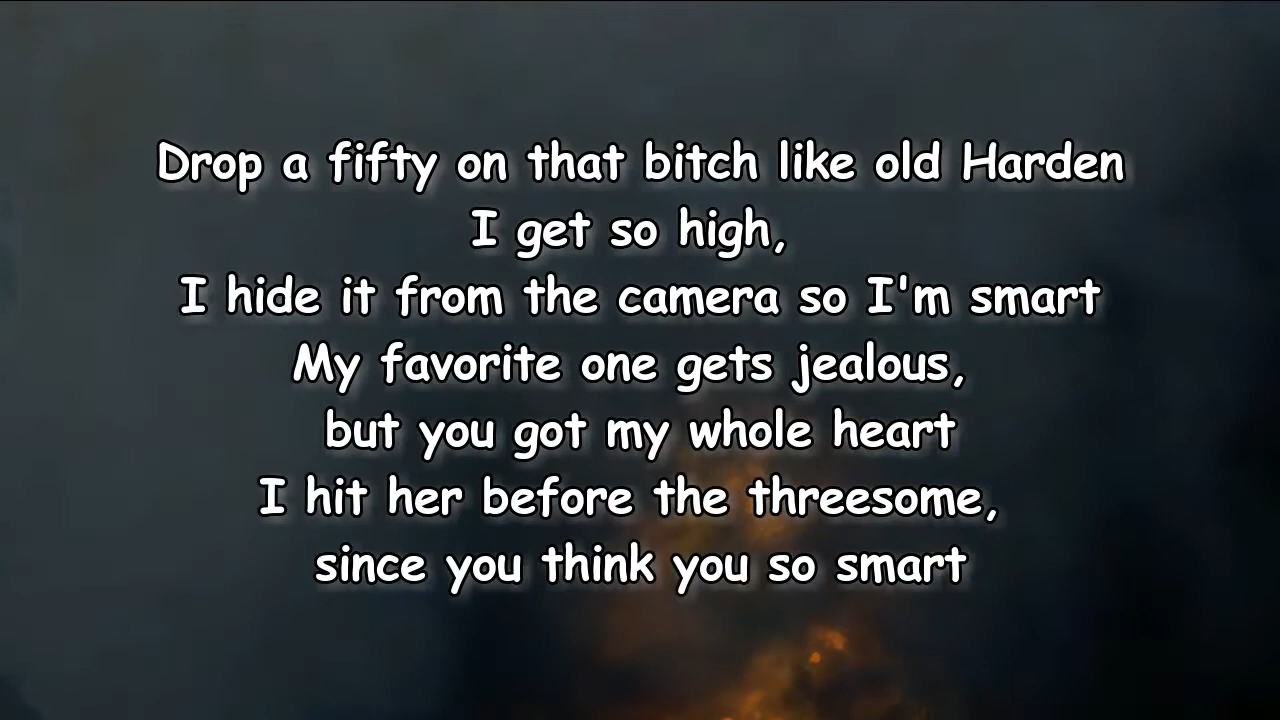 Drop a fifty on that bitch like old Harden
I get so high,
I hide it from the camera so I'm smart
My favorite one gets jealous,
but you got my whole heart
I hit her before the threesome,
since you think you so smart